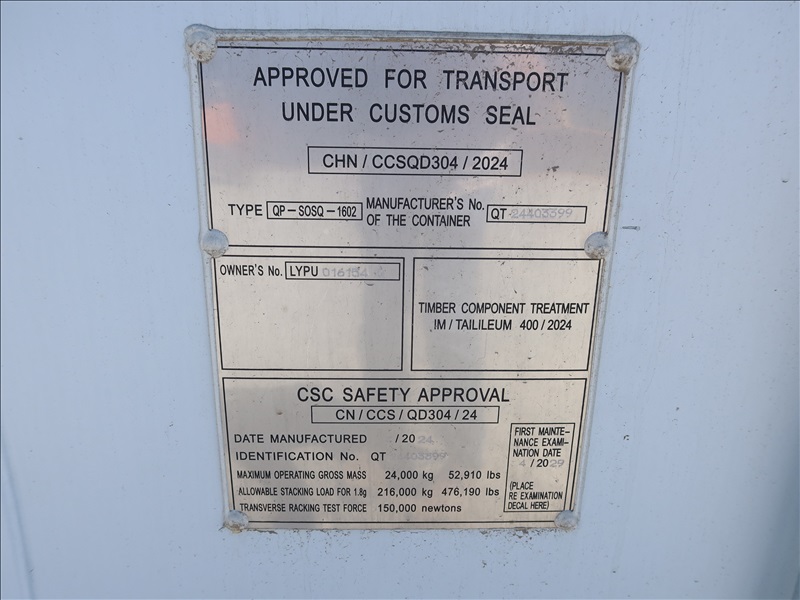 APPROVED FOR TRANSPORT
UNDER CUSTOMS SEAL
CHN / CCSQD304 / 2024
TYPE QP-SOSQ-1602 MANUFACTURER'S No. OF THE CONTAINER QT 24403599
OWNER'S No. LYPU
TIMBER COMPONENT TREATMENT
IM / TAILILEUM 400 / 2024
CSC SAFETY APPROVAL
CN / CCS / QD304 / 24
DATE MANUFACTURED / 20 24
IDENTIFICATION No. QT
MAXIMUM OPERATING GROSS MASS 24,000 kg 52,910 lbs
ALLOWABLE STACKING LOAD FOR 1.8g 216,000 kg 476,190 lbs
TRANSVERSE RACKING TEST FORCE 150,000 newtons
FIRST MAINTE-
NANCE EXAMI-
NATION DATE
4 / 20 29
(PLACE
RE EXAMINATION
DECAL HERE)